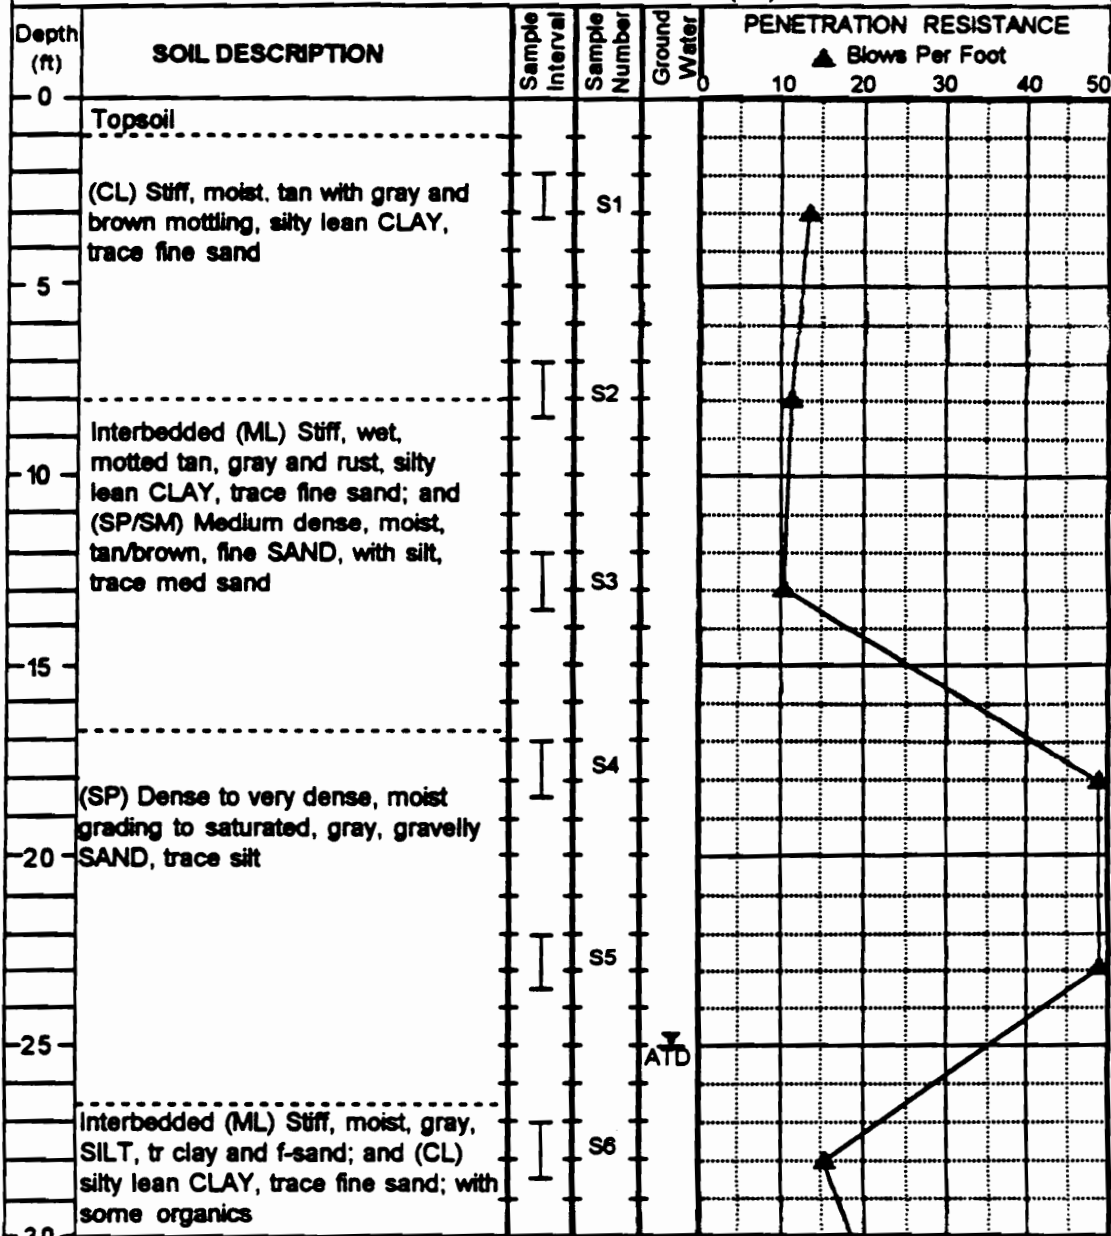 Depth
(ft)
SOIL DESCRIPTION
Sample
Interval
Sample
Number
Ground
Water
PENETRATION RESISTANCE
▲ Blows Per Foot
0 10 20 30 40 50
0
Topsoil
(CL) Stiff, moist, tan with gray and
brown mottling, silty lean CLAY,
trace fine sand
S1
5
S2
Interbedded (ML) Stiff, wet,
motted tan, gray and rust, silty
lean CLAY, trace fine sand; and
(SP/SM) Medium dense, moist,
tan/brown, fine SAND, with silt,
trace med sand
10
S3
15
S4
(SP) Dense to very dense, moist
grading to saturated, gray, gravelly
SAND, trace silt
20
S5
25
ATD
Interbedded (ML) Stiff, moist, gray,
SILT, tr clay and f-sand; and (CL)
silty lean CLAY, trace fine sand; with
some organics
S6